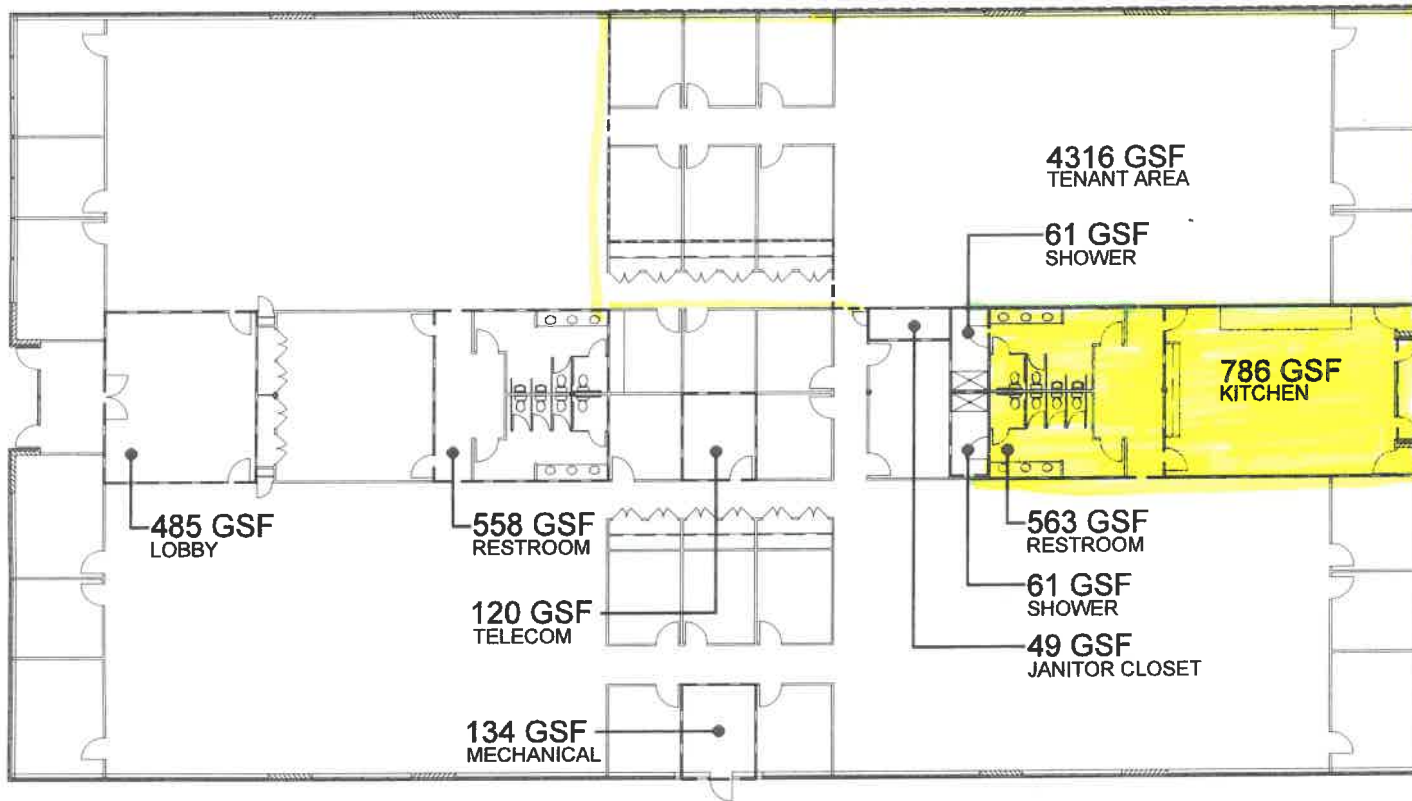 4316 GSF
TENANT AREA
61 GSF
SHOWER
786 GSF
KITCHEN
485 GSF
LOBBY
558 GSF
RESTROOM
563 GSF
RESTROOM
120 GSF
TELECOM
61 GSF
SHOWER
49 GSF
JANITOR CLOSET
134 GSF
MECHANICAL